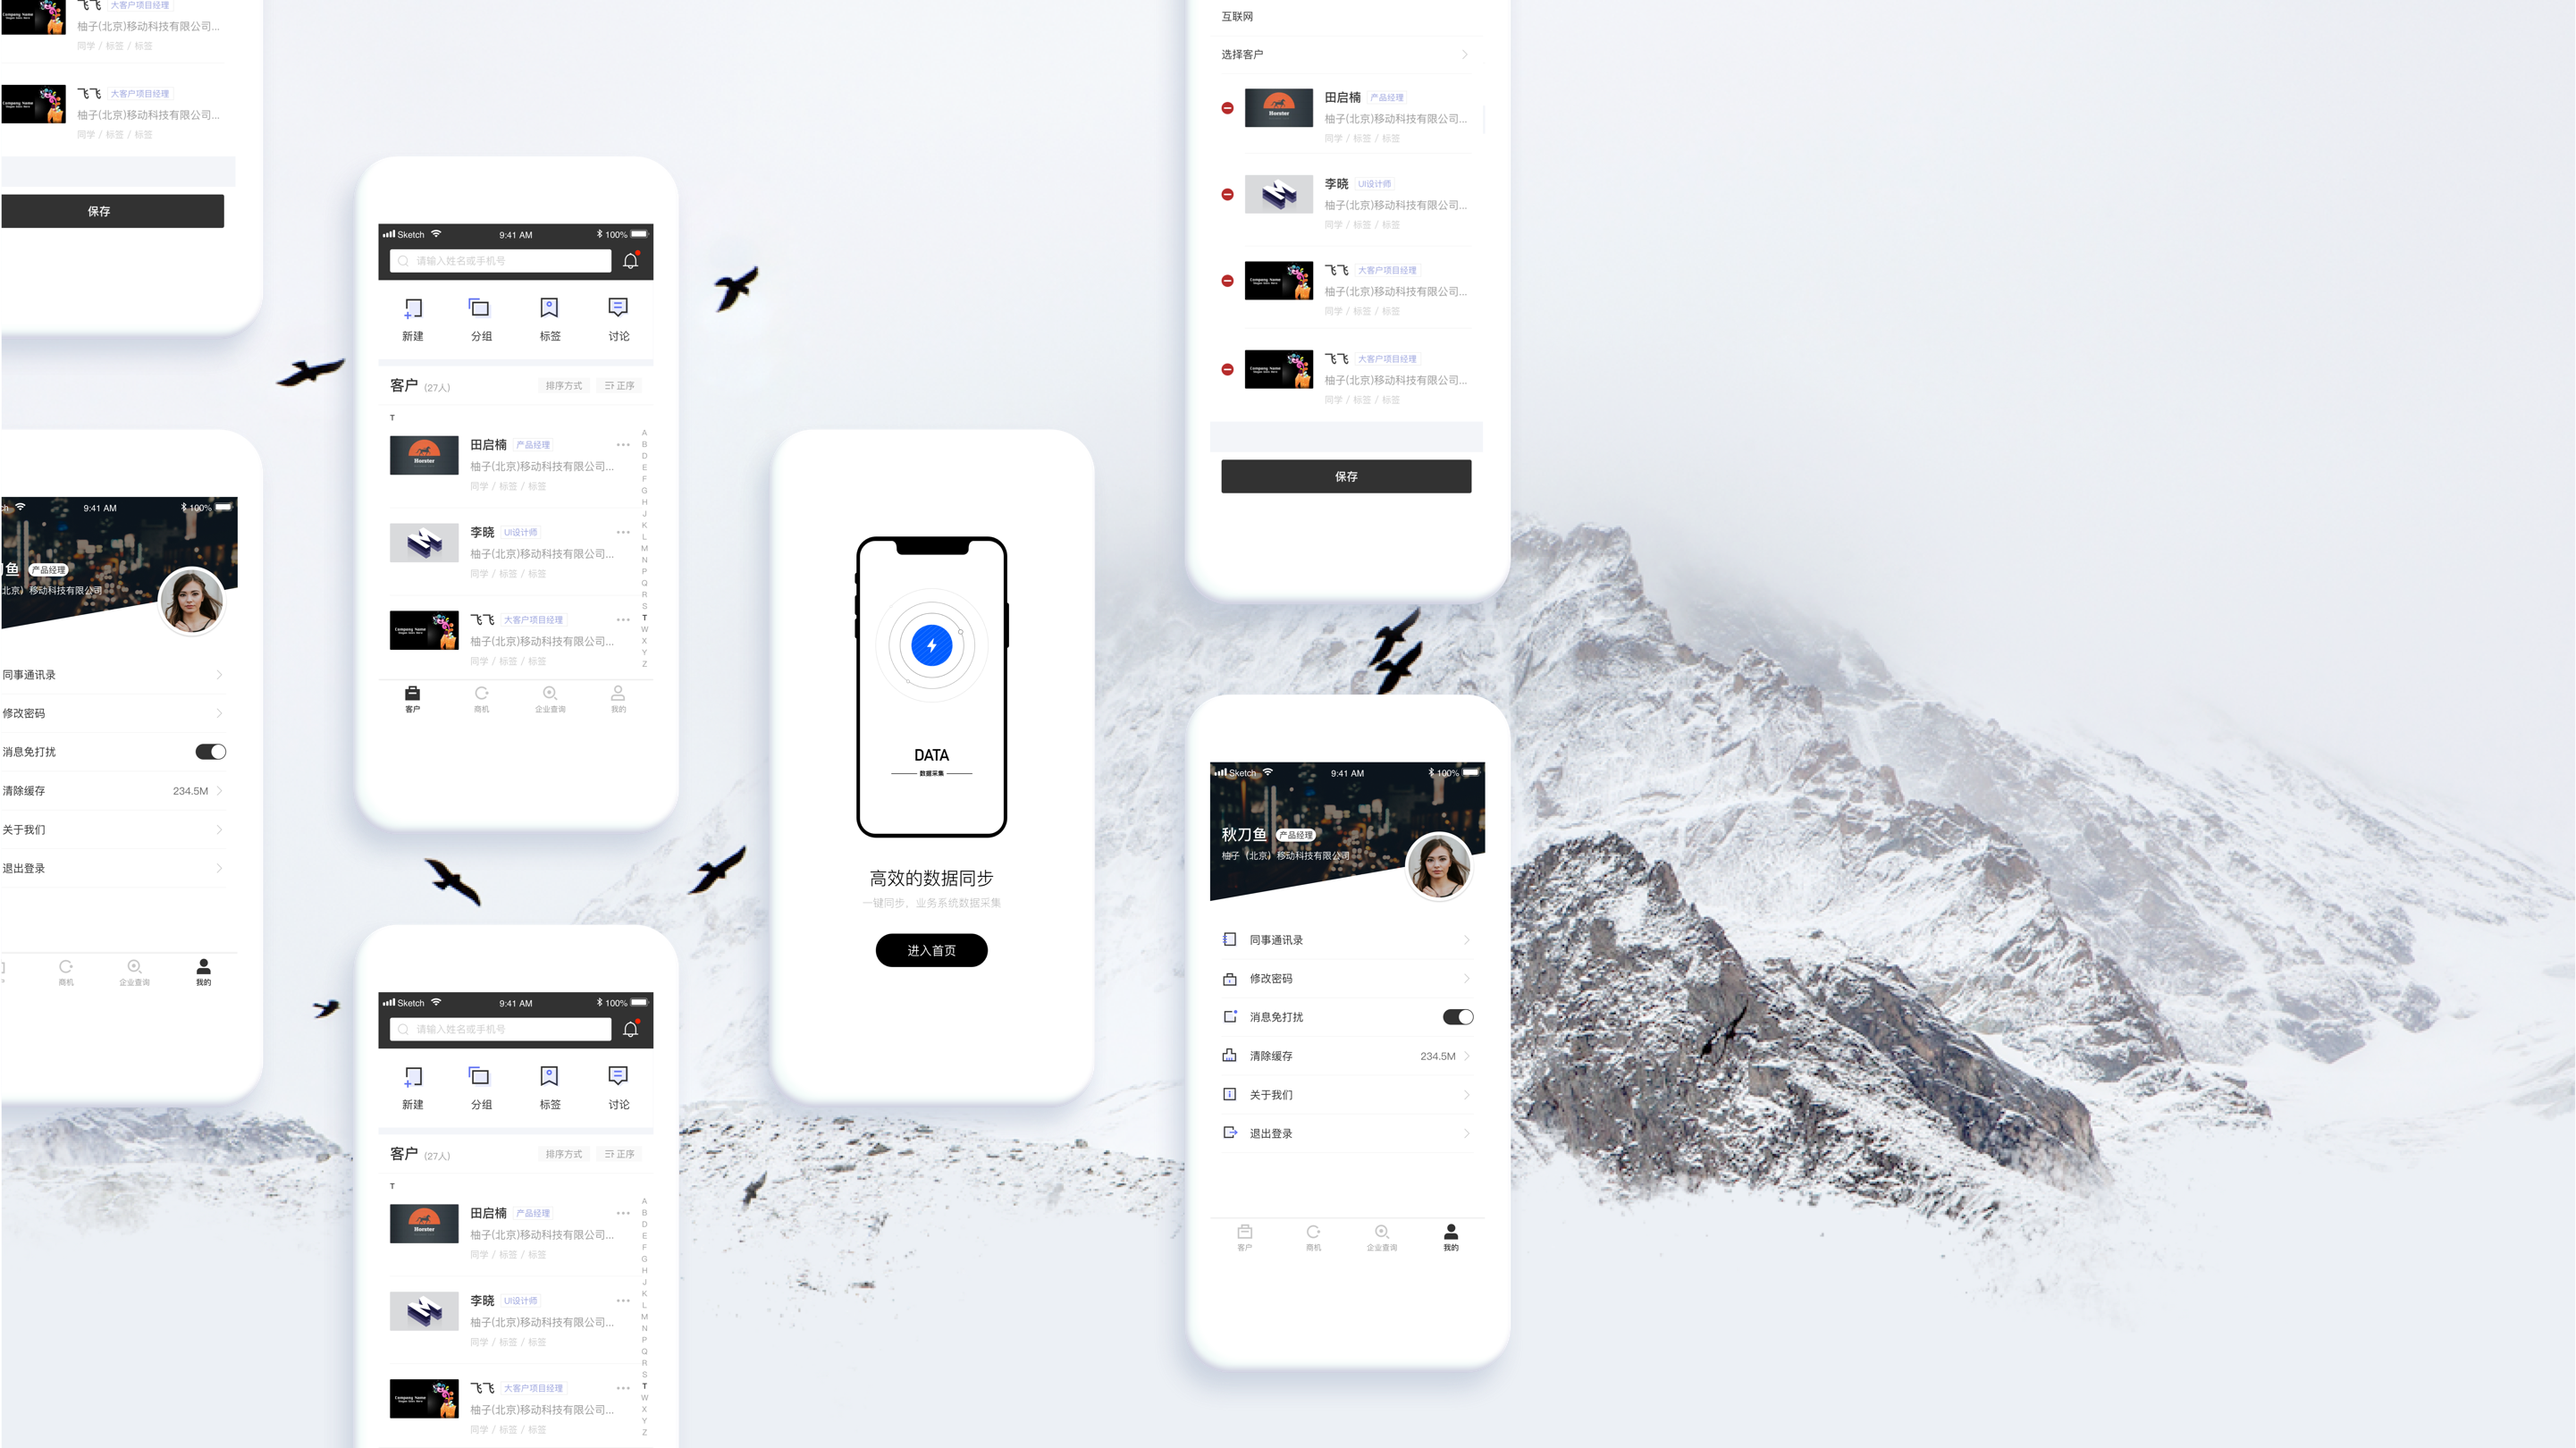 飞飞 大客户项目经理
柚子(北京)移动科技有限公司...
同学 / 标签 / 标签
飞飞 大客户项目经理
柚子(北京)移动科技有限公司...
同学 / 标签 / 标签
保存
9:41 AM 100%
鱼 产品经理
北京）移动科技有限公司
同事通讯录
修改密码
消息免打扰
清除缓存 234.5M
关于我们
退出登录
商机 企业查询 我的
Sketch 9:41 AM 100%
请输入姓名或手机号
新建 分组 标签 讨论
客户 (27人) 排序方式 正序
T
Horster
田启楠 产品经理
柚子(北京)移动科技有限公司...
同学 / 标签 / 标签
李晓 UI设计师
柚子(北京)移动科技有限公司...
同学 / 标签 / 标签
Company Name
飞飞 大客户项目经理
柚子(北京)移动科技有限公司...
同学 / 标签 / 标签
A
B
D
E
F
G
H
J
K
L
M
N
P
Q
R
S
T
W
X
Y
Z
客户 商机 企业查询 我的
Sketch 9:41 AM 100%
请输入姓名或手机号
新建 分组 标签 讨论
客户 (27人) 排序方式 正序
T
Horster
田启楠 产品经理
柚子(北京)移动科技有限公司...
同学 / 标签 / 标签
李晓 UI设计师
柚子(北京)移动科技有限公司...
同学 / 标签 / 标签
Company Name
飞飞 大客户项目经理
柚子(北京)移动科技有限公司...
同学 / 标签 / 标签
A
B
D
E
F
G
H
J
K
L
M
N
P
Q
R
S
T
W
X
Y
Z
DATA
数据采集
高效的数据同步
一键同步，业务系统数据采集
进入首页
互联网
选择客户
Horster
田启楠 产品经理
柚子(北京)移动科技有限公司...
同学 / 标签 / 标签
李晓 UI设计师
柚子(北京)移动科技有限公司...
同学 / 标签 / 标签
Company Name
飞飞 大客户项目经理
柚子(北京)移动科技有限公司...
同学 / 标签 / 标签
Company Name
飞飞 大客户项目经理
柚子(北京)移动科技有限公司...
同学 / 标签 / 标签
保存
Sketch 9:41 AM 100%
秋刀鱼 产品经理
柚子（北京）移动科技有限公司
同事通讯录
修改密码
消息免打扰
清除缓存 234.5M
关于我们
退出登录
客户 商机 企业查询 我的